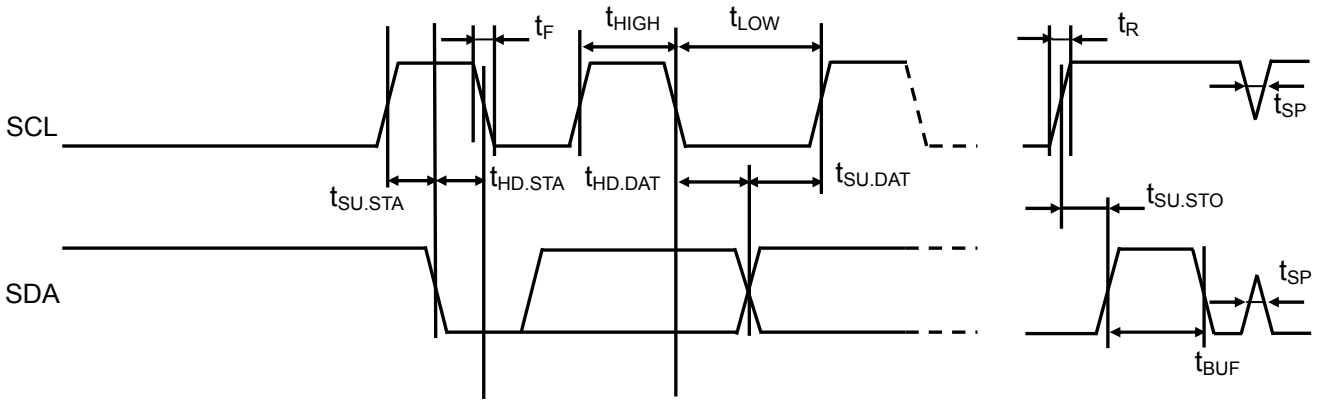 tF
tHIGH
tLOW
tR
SCL
tSP
tSU.STA
tHD.STA
tHD.DAT
tSU.DAT
tSU.STO
SDA
tSP
tBUF